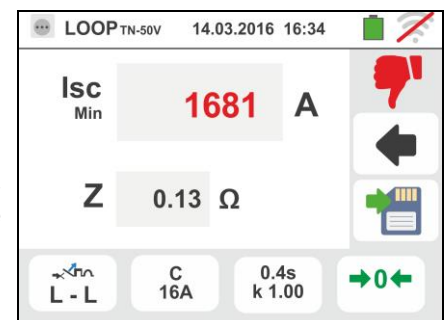 LOOP TN-50V 14.03.2016 16:34
Isc
Min
1681 A
Z 0.13 Ω
L - L
C
16A
0.4s
k 1.00
➔0←